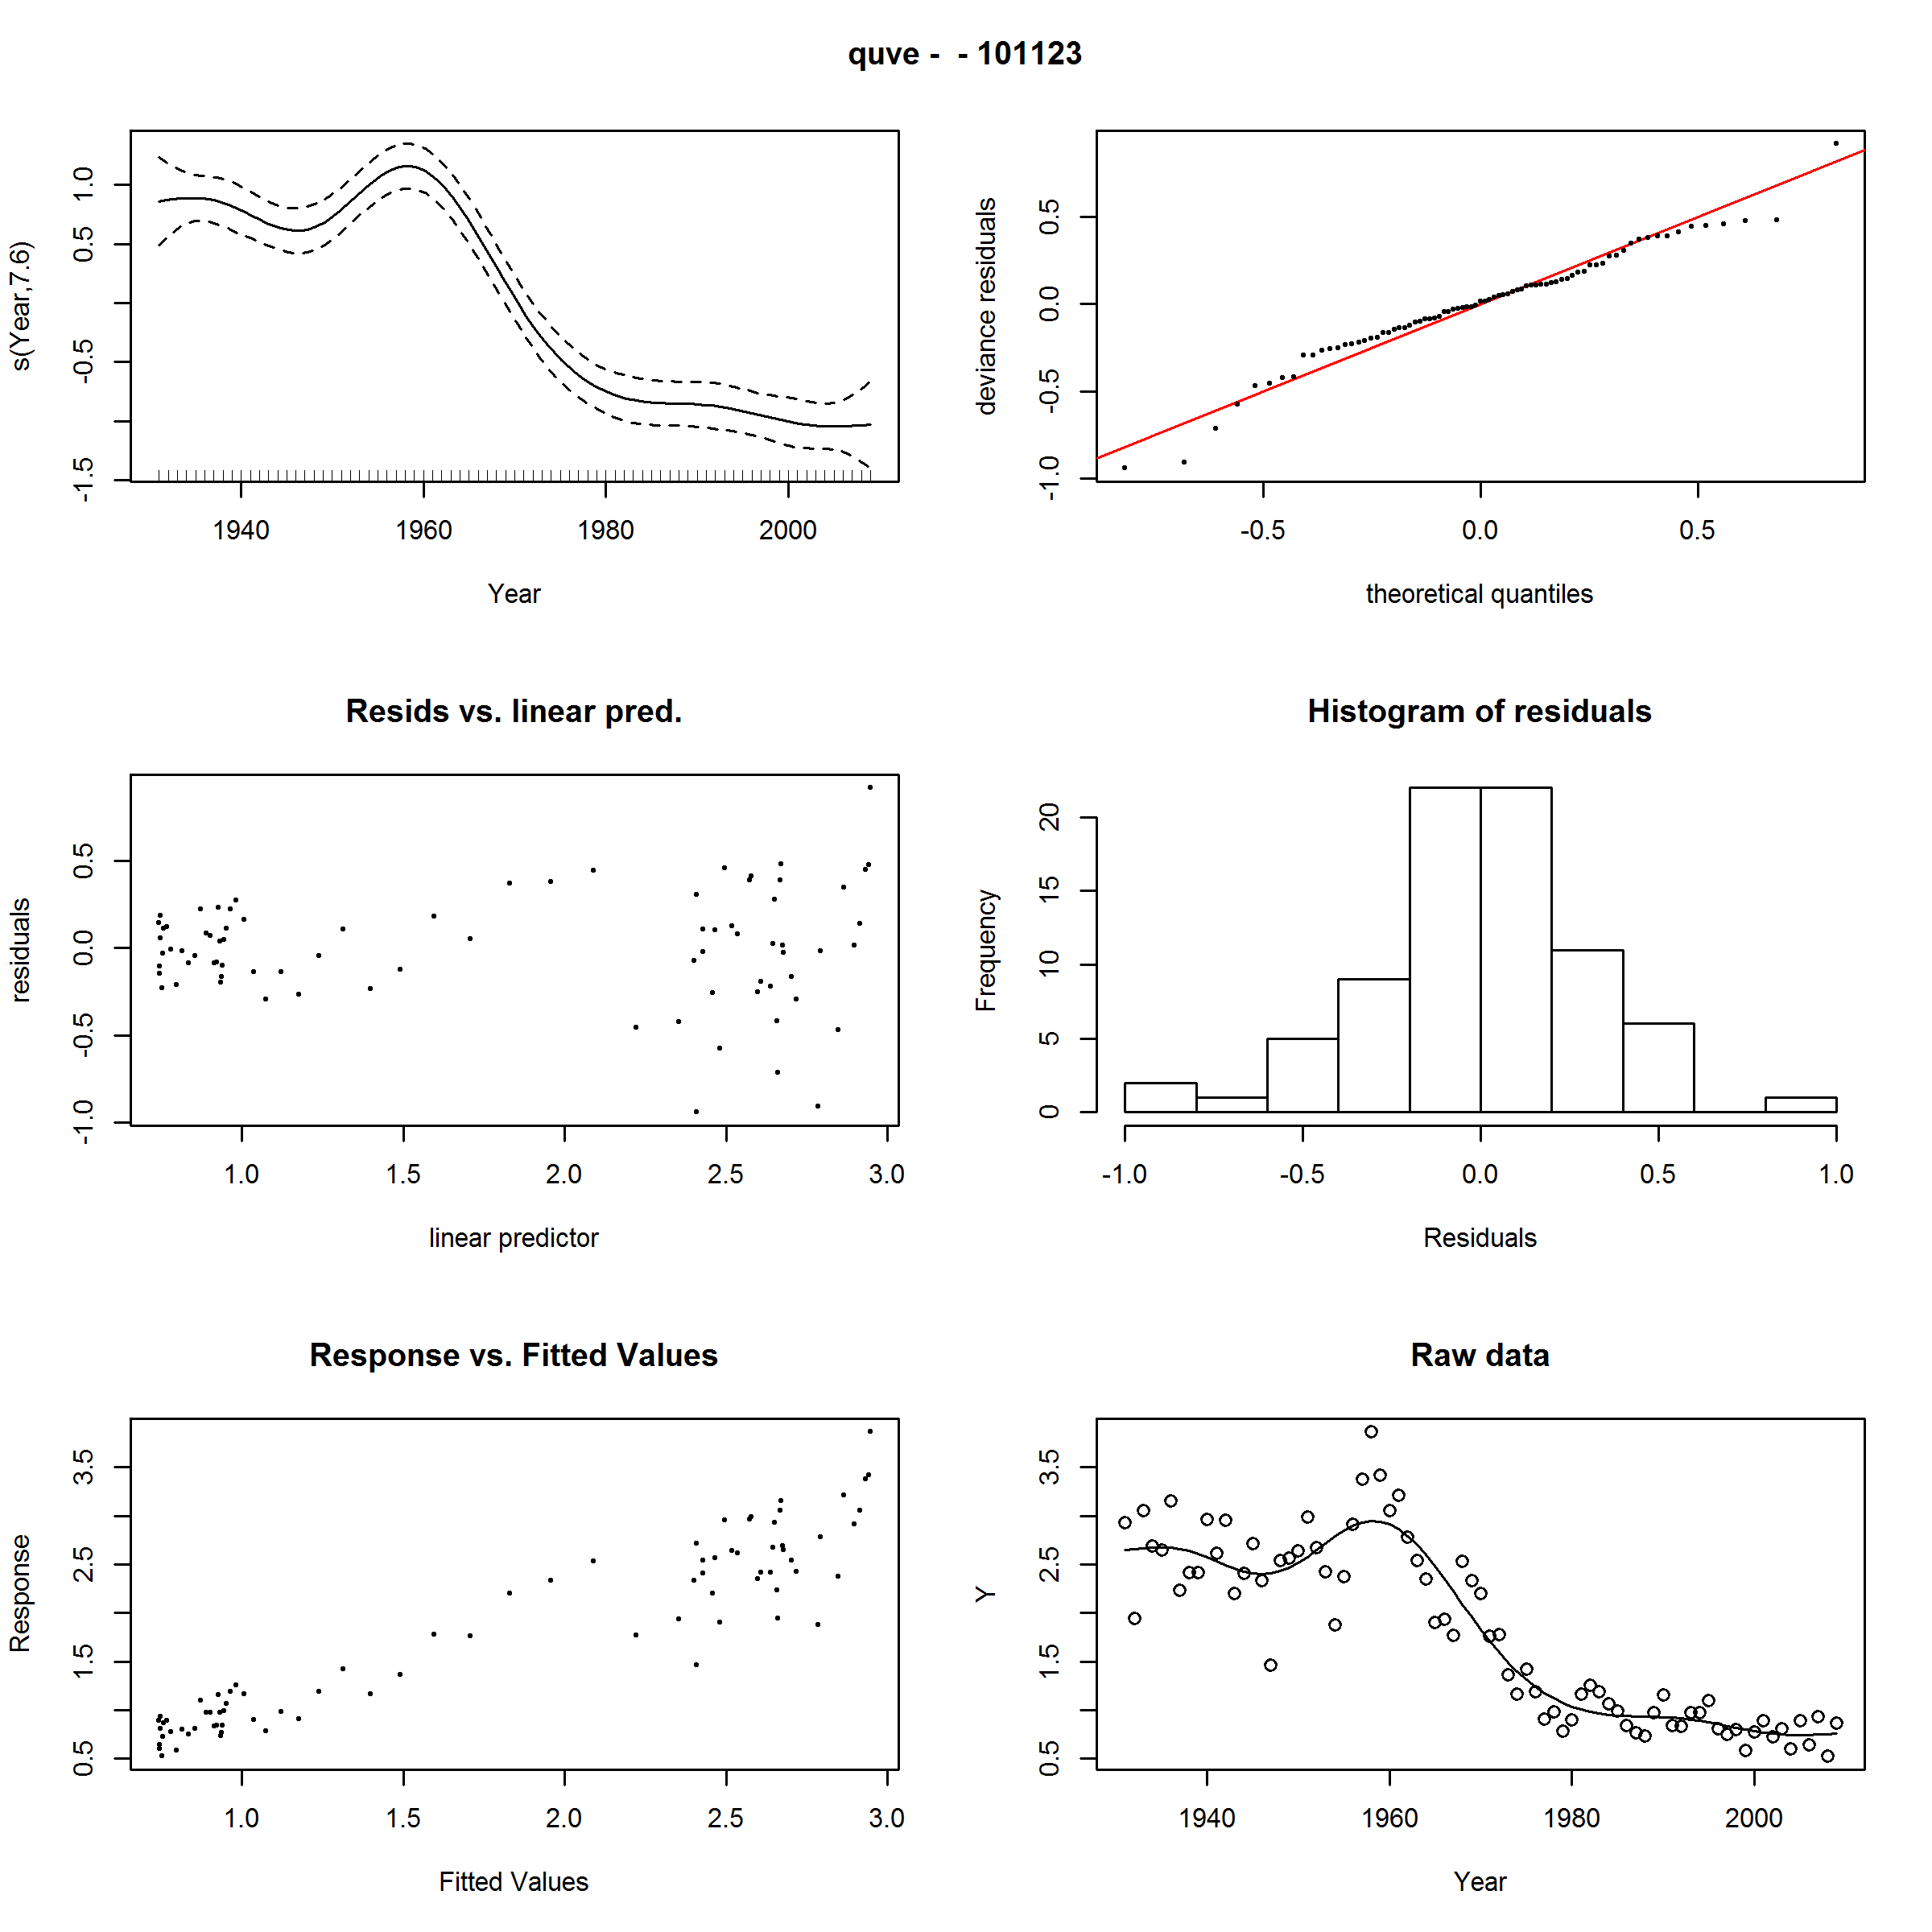 quve -  - 101123
s(Year,7.6)
-1.5 -0.5 0.5 1.0
1940 1960 1980 2000
Year
deviance residuals
-1.0 -0.5 0.0 0.5
-0.5 0.0 0.5
theoretical quantiles
Resids vs. linear pred.
residuals
-1.0 -0.5 0.0 0.5
1.0 1.5 2.0 2.5 3.0
linear predictor
Histogram of residuals
Frequency
0 5 10 15 20
-1.0 -0.5 0.0 0.5 1.0
Residuals
Response vs. Fitted Values
Response
0.5 1.5 2.5 3.5
1.0 1.5 2.0 2.5 3.0
Fitted Values
Raw data
Y
0.5 1.5 2.5 3.5
1940 1960 1980 2000
Year